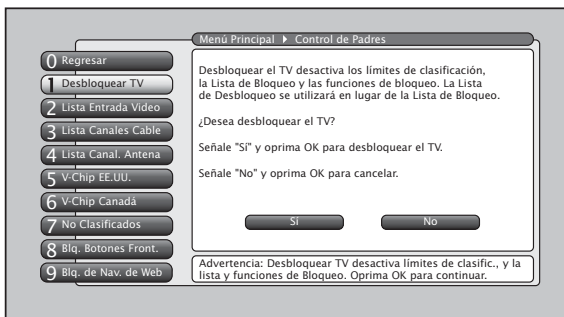 Menú Principal ▶ Control de Padres
0 Regresar
1 Desbloquear TV
2 Lista Entrada Video
3 Lista Canales Cable
4 Lista Canal. Antena
5 V-Chip EE.UU.
6 V-Chip Canadá
7 No Clasificados
8 Blq. Botones Front.
9 Blq. de Nav. de Web
Desbloquear el TV desactiva los límites de clasificación,
la Lista de Bloqueo y las funciones de bloqueo. La Lista
de Desbloqueo se utilizará en lugar de la Lista de Bloqueo.
¿Desea desbloquear el TV?
Señale "Sí" y oprima OK para desbloquear el TV.
Señale "No" y oprima OK para cancelar.
Sí
No
Advertencia: Desbloquear TV desactiva límites de clasific., y la
lista y funciones de Bloqueo. Oprima OK para continuar.